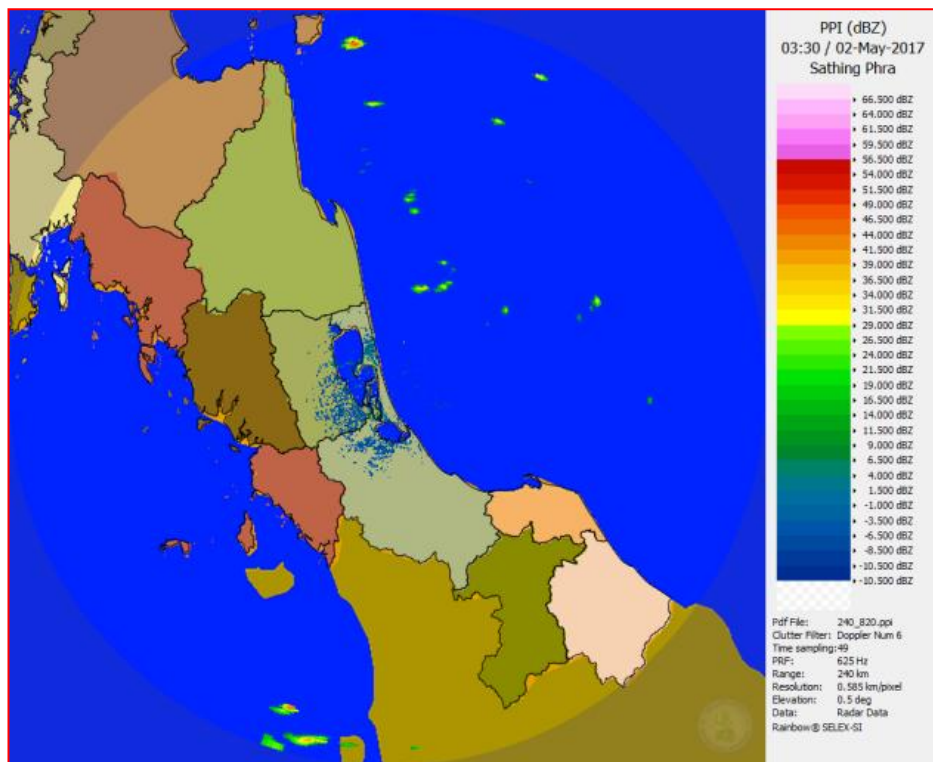 PPI (dBZ)
03:30 / 02-May-2017
Sathing Phra
66.500 dBZ
64.000 dBZ
61.500 dBZ
59.500 dBZ
56.500 dBZ
54.000 dBZ
51.500 dBZ
49.000 dBZ
46.500 dBZ
44.000 dBZ
41.500 dBZ
39.000 dBZ
36.500 dBZ
34.000 dBZ
31.500 dBZ
29.000 dBZ
26.500 dBZ
24.000 dBZ
21.500 dBZ
19.000 dBZ
16.500 dBZ
14.000 dBZ
11.500 dBZ
9.000 dBZ
6.500 dBZ
4.000 dBZ
1.500 dBZ
-1.000 dBZ
-3.500 dBZ
-6.500 dBZ
-8.500 dBZ
-10.500 dBZ
-10.500 dBZ
Pdf File: 240_820.ppi
Clutter Filter: Doppler Num 6
Time sampling:49
PRF: 625 Hz
Range: 240 km
Resolution: 0.585 km/pixel
Elevation: 0.5 deg
Data: Radar Data
Rainbow® SELEX-SI